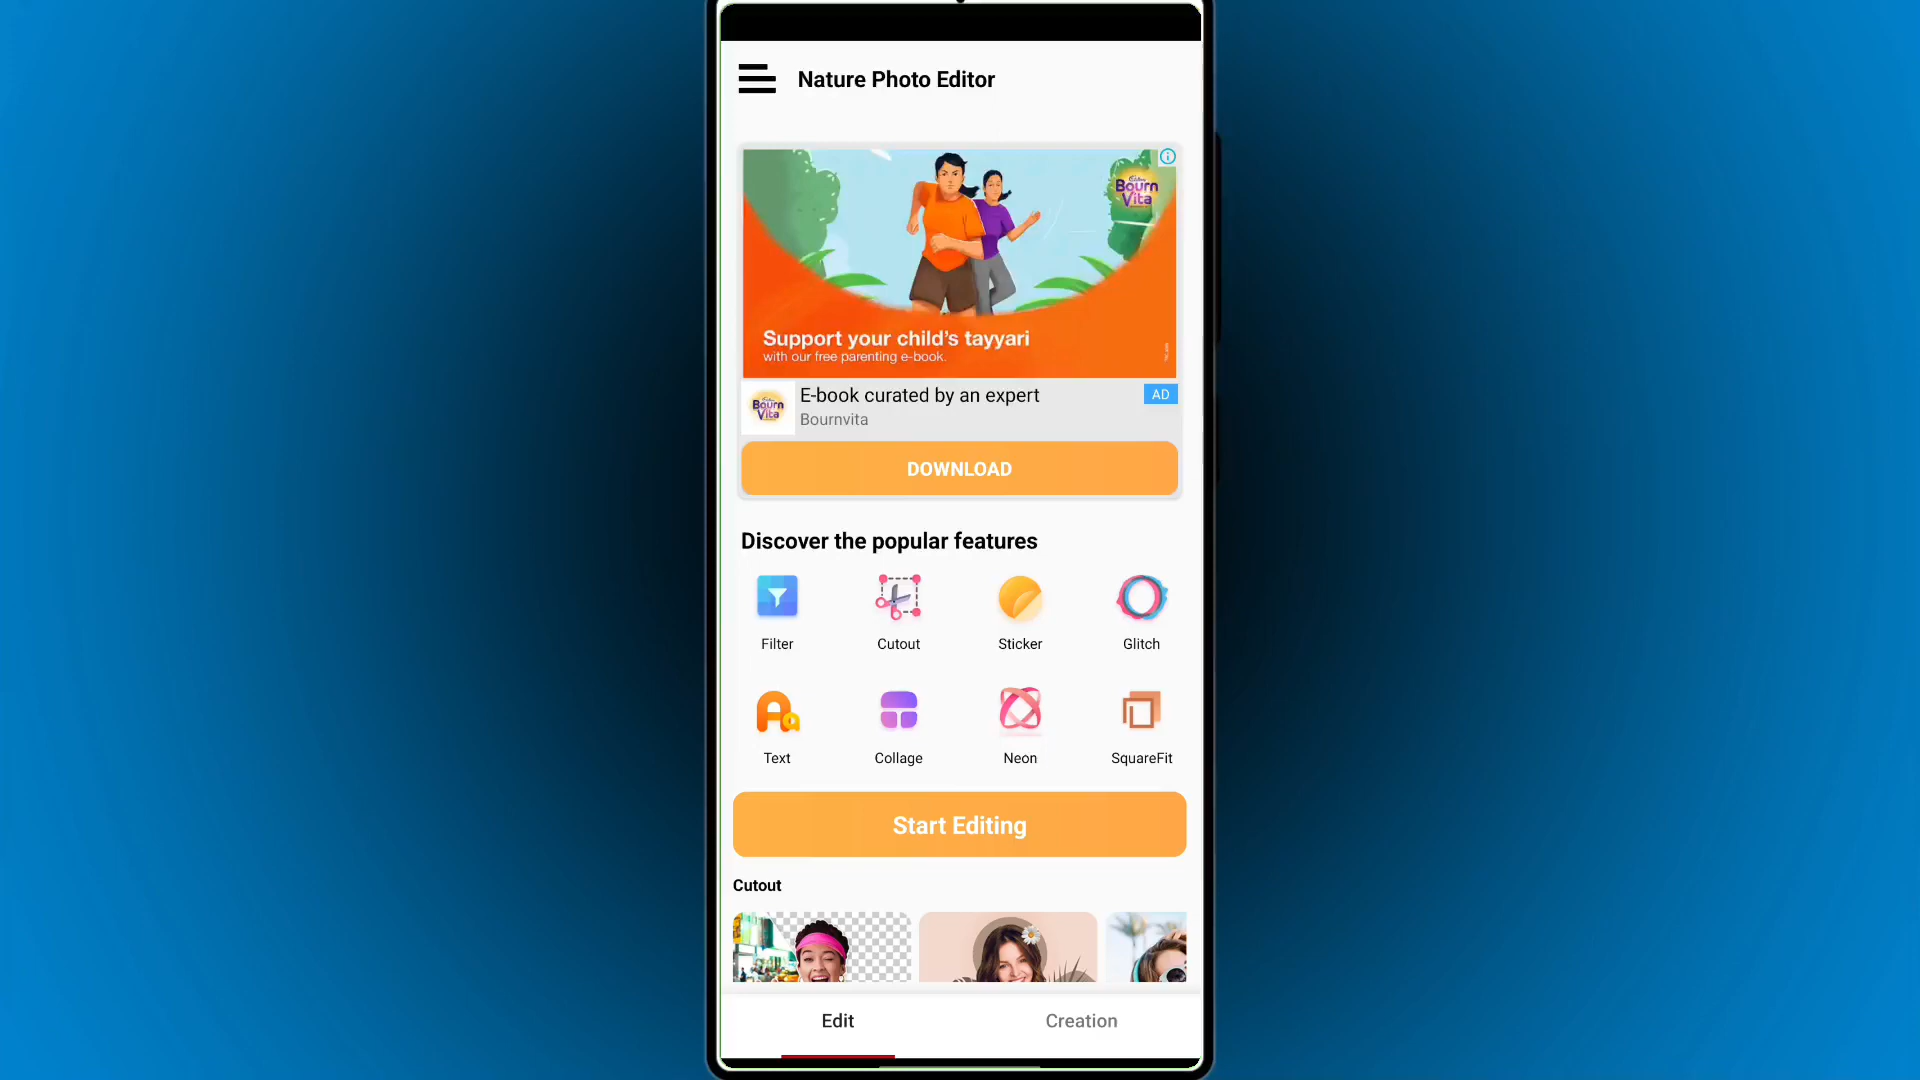 Nature Photo Editor
Bourn
Vita
Support your child's tayyari
with our free parenting e-book.
E-book curated by an expert
AD
Bourn
Vita
Bournvita
DOWNLOAD
Discover the popular features
Filter
Cutout
Sticker
Glitch
Text
Collage
Neon
SquareFit
Start Editing
Cutout
Edit
Creation